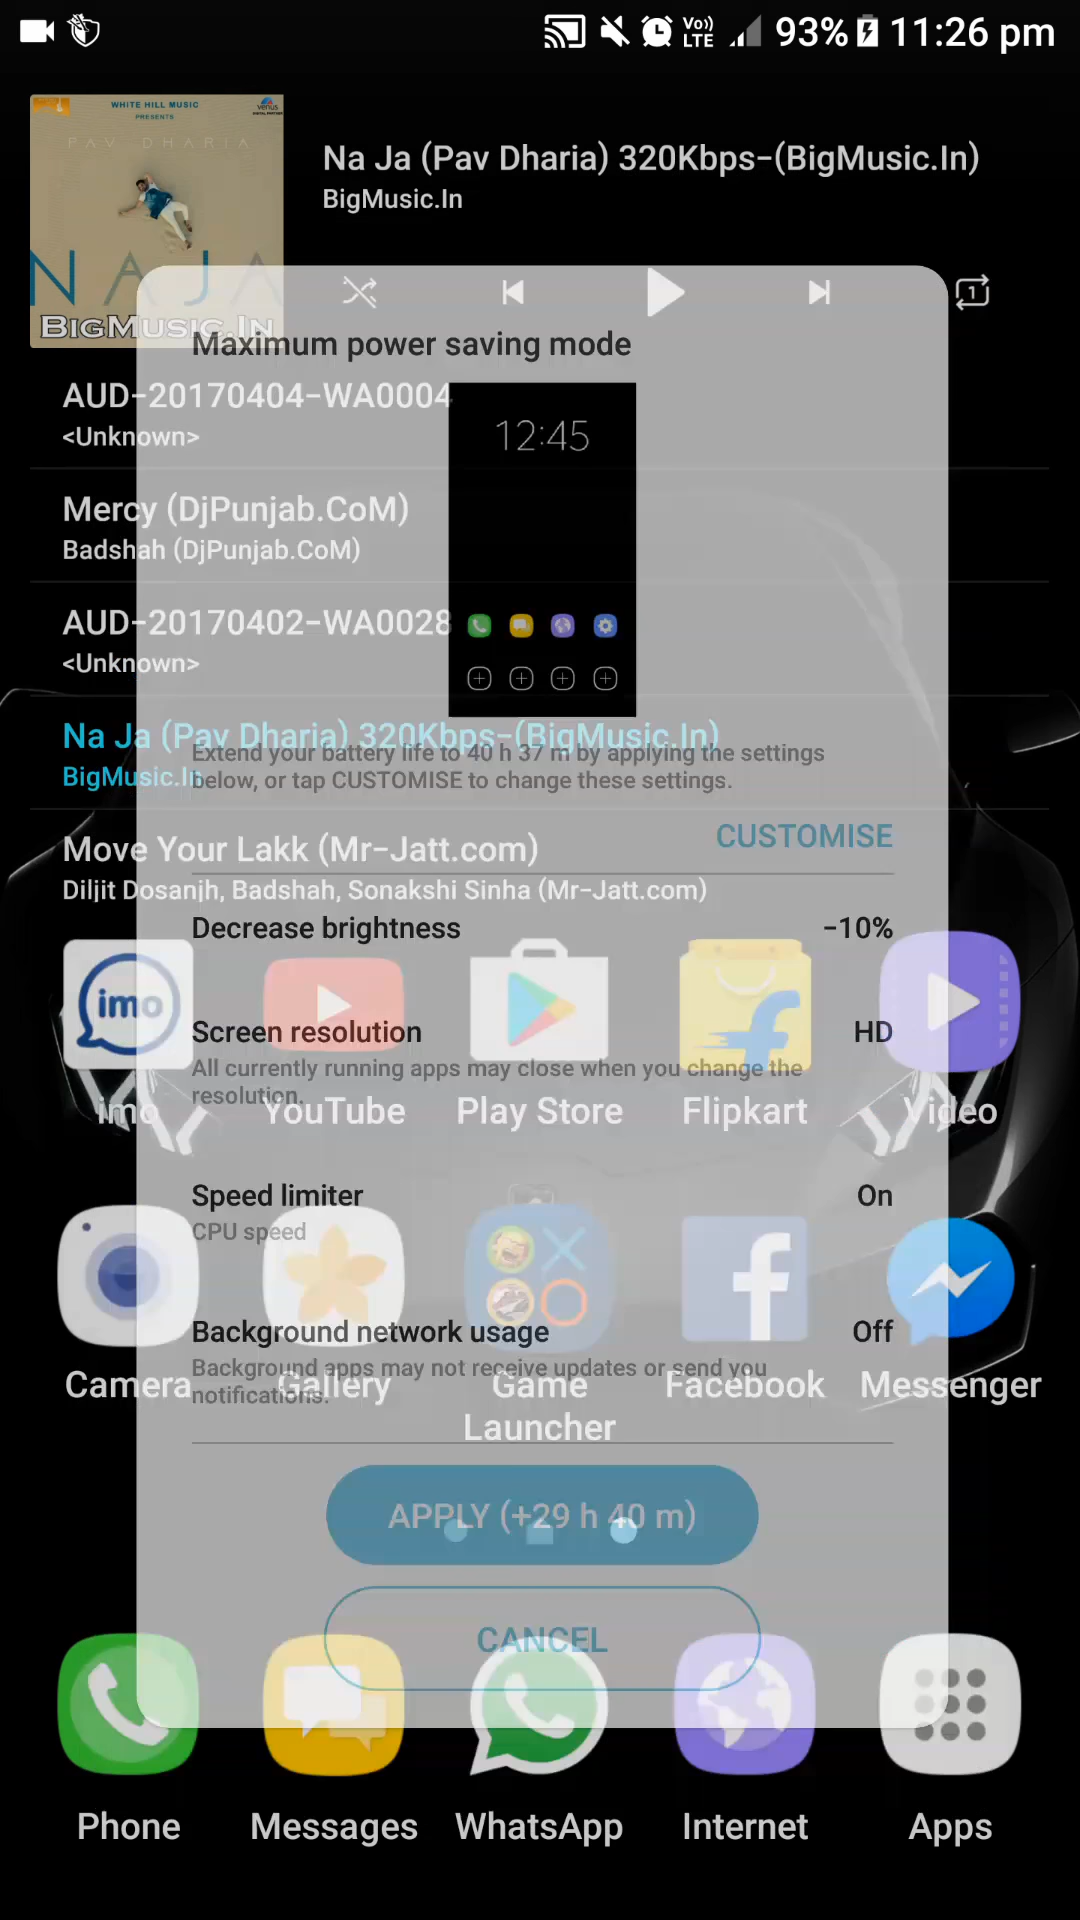 93% 11:26 pm
Vo)) LTE
WHITE HILL MUSIC
PRESENTS
venus
PAV DHARIA
NAJA
BIGMUSIC.IN
Na Ja (Pav Dharia) 320Kbps-(BigMusic.In)
BigMusic.In
1
Maximum power saving mode
AUD-20170404-WA0004
<Unknown>
12:45
Mercy (DjPunjab.CoM)
Badshah (DjPunjab.CoM)
AUD-20170402-WA0028
<Unknown>
Na Ja (Pav Dharia) 320Kbps-(BigMusic.In)
BigMusic.In
Extend your battery life to 40 h 37 m by applying the settings
below, or tap CUSTOMISE to change these settings.
CUSTOMISE
Move Your Lakk (Mr-Jatt.com)
Diljit Dosanjh, Badshah, Sonakshi Sinha (Mr-Jatt.com)
Decrease brightness -10%
imo
Screen resolution HD
All currently running apps may close when you change the
resolution.
imo YouTube Play Store Flipkart Video
Speed limiter On
CPU speed
Background network usage Off
Background apps may not receive updates or send you
notifications.
Camera Gallery Game Launcher Facebook Messenger
APPLY (+29 h 40 m)
CANCEL
Phone Messages WhatsApp Internet Apps